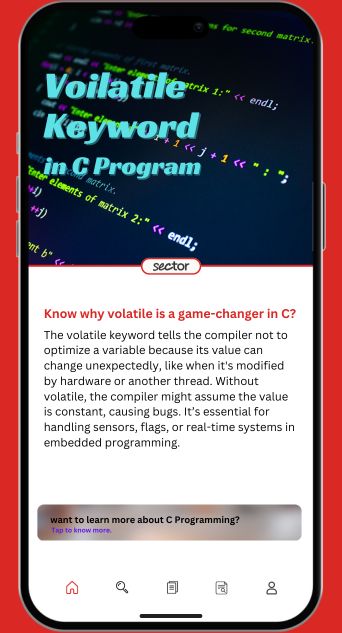 ms for second matrix.
"Enter elements of matrix 1:" << endl;
Voilatile
Keyword
i + 1 << j + 1 << " : ";
in C Program
matrix.
"Enter elements of matrix 2:" << endl;
++j)
nt b"
sector
Know why volatile is a game-changer in C?
The volatile keyword tells the compiler not to
optimize a variable because its value can
change unexpectedly, like when it's modified
by hardware or another thread. Without
volatile, the compiler might assume the value
is constant, causing bugs. It's essential for
handling sensors, flags, or real-time systems in
embedded programming.
want to learn more about C Programming?
Tap to know more.